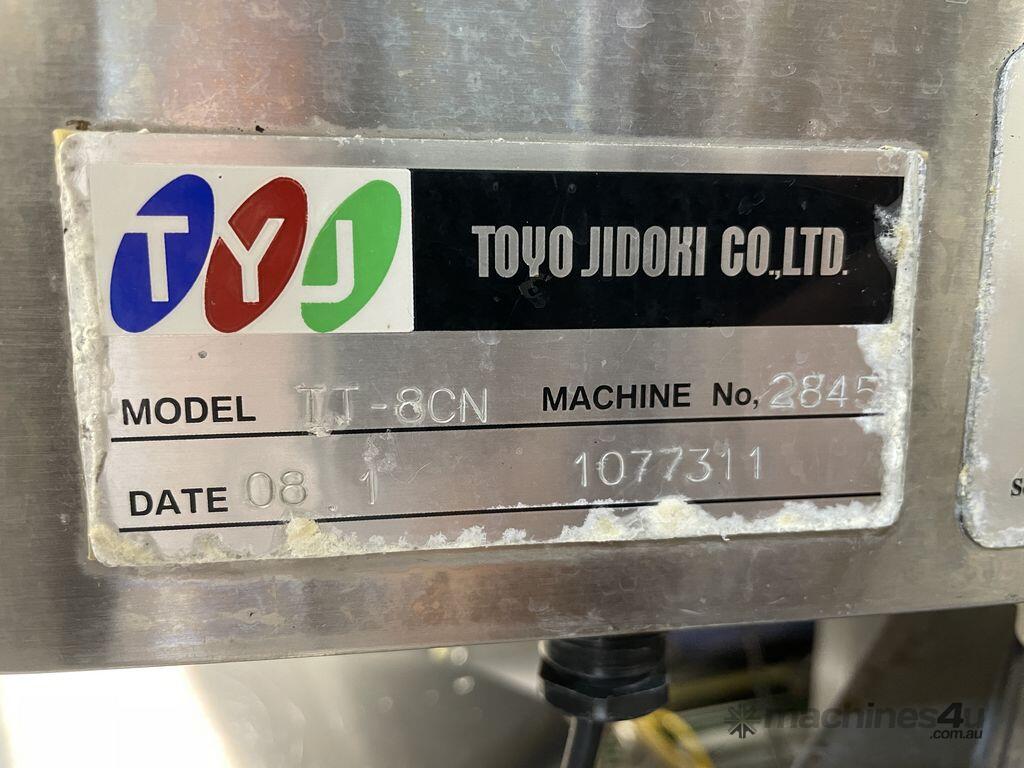 TYJ
TOYO JIDOKI CO.,LTD.
MODEL TT-8CN MACHINE No, 2845
DATE 08. 1 1077311
machines4u
.com.au